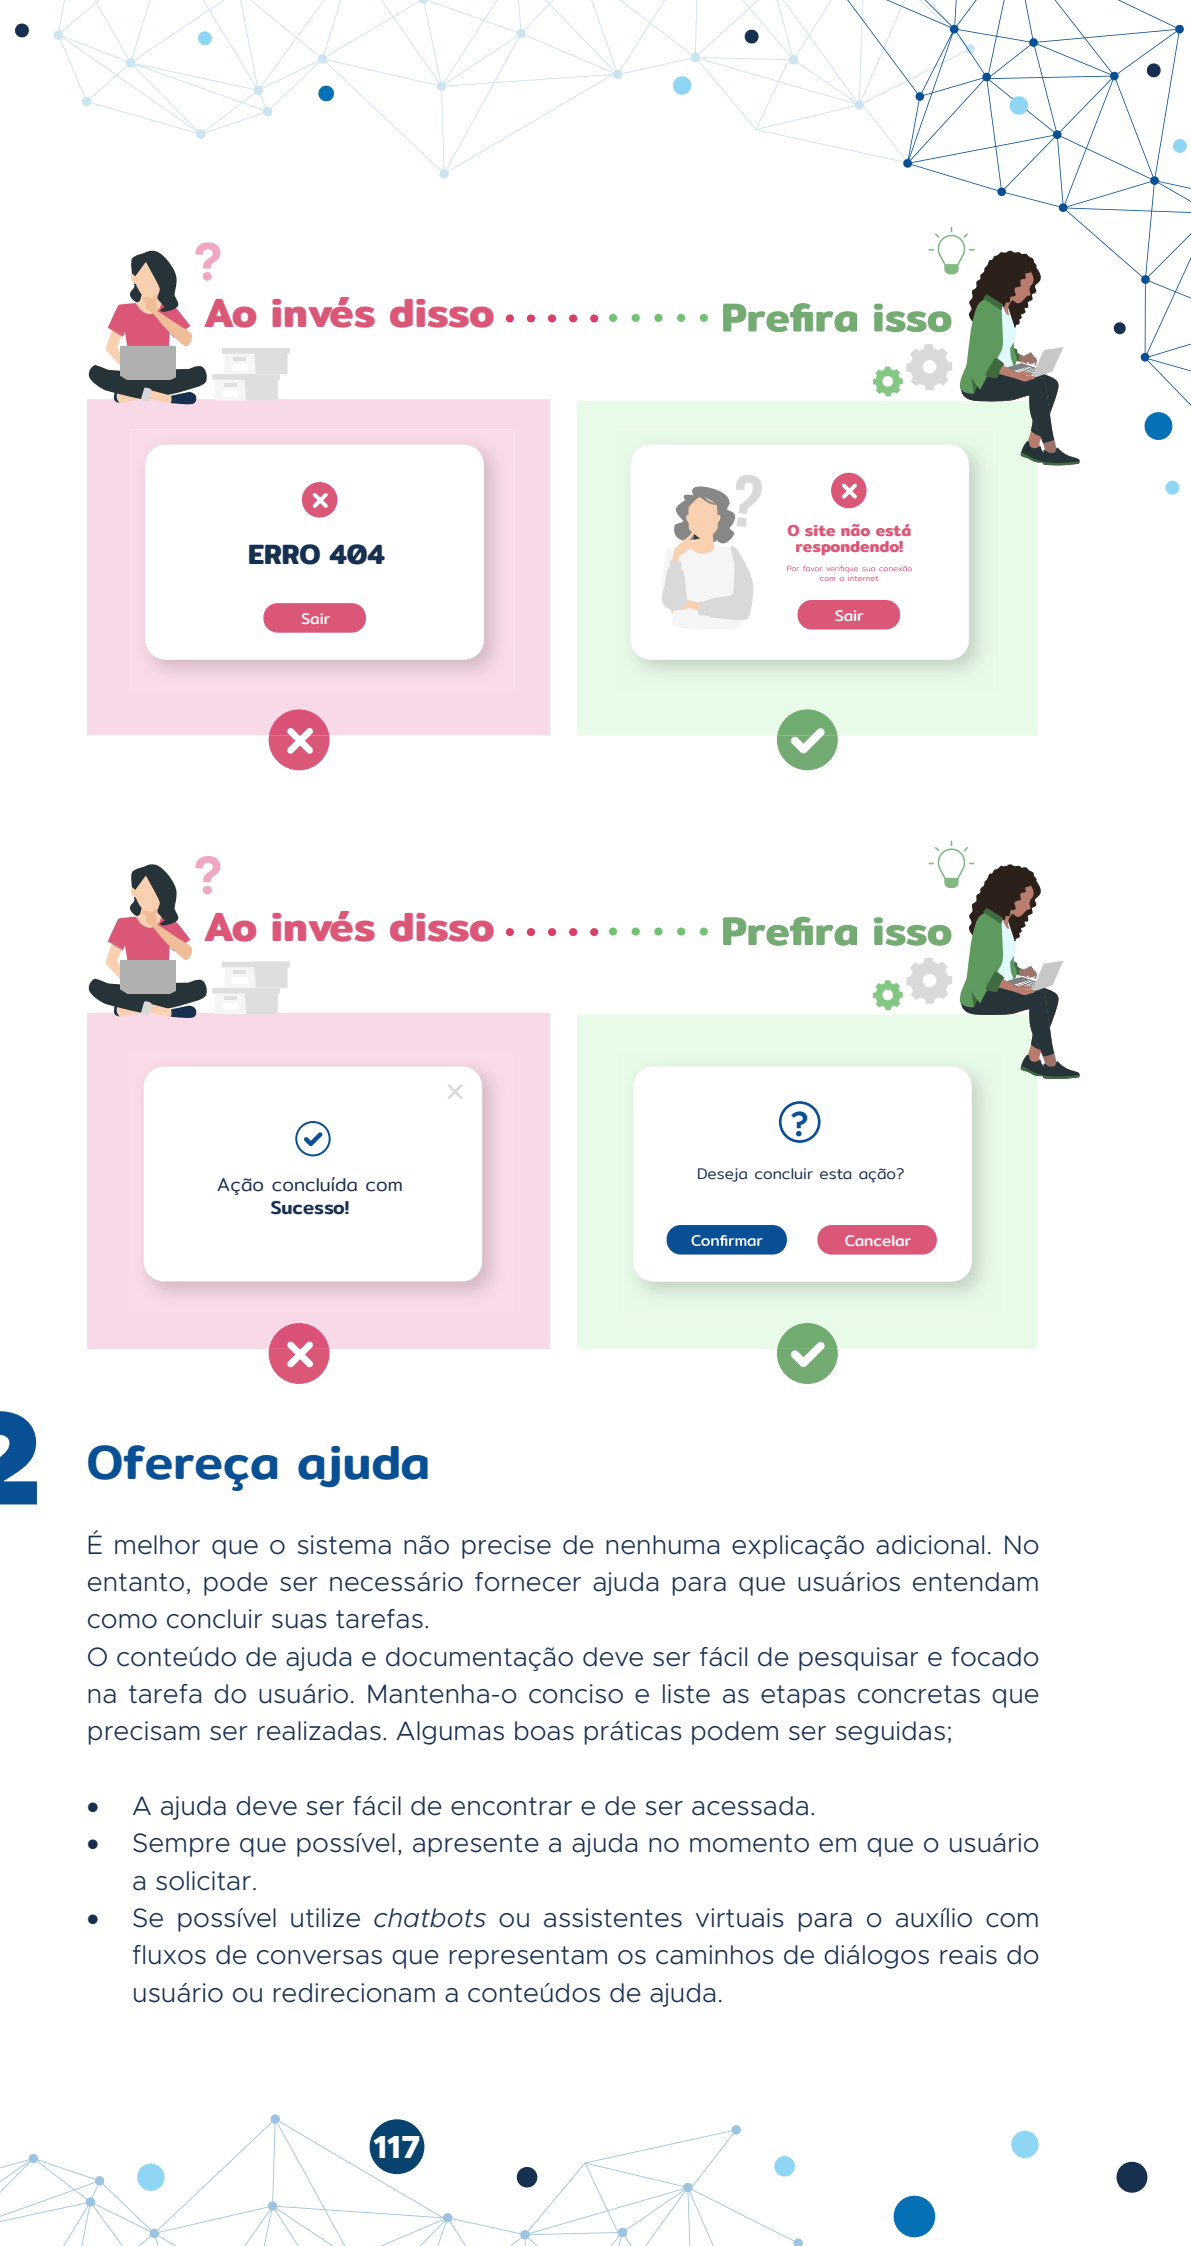 ?
Ao invés disso
Prefira isso
ERRO 404
Sair
?
O site não está
respondendo!
Por favor verifique sua conexão
com a internet
Sair
?
Ao invés disso
Prefira isso
Ação concluída com
Sucesso!
?
Deseja concluir esta ação?
Confirmar
Cancelar
2
Ofereça ajuda
É melhor que o sistema não precise de nenhuma explicação adicional. No
entanto, pode ser necessário fornecer ajuda para que usuários entendam
como concluir suas tarefas.
O conteúdo de ajuda e documentação deve ser fácil de pesquisar e focado
na tarefa do usuário. Mantenha-o conciso e liste as etapas concretas que
precisam ser realizadas. Algumas boas práticas podem ser seguidas;
• A ajuda deve ser fácil de encontrar e de ser acessada.
• Sempre que possível, apresente a ajuda no momento em que o usuário
a solicitar.
• Se possível utilize chatbots ou assistentes virtuais para o auxílio com
fluxos de conversas que representam os caminhos de diálogos reais do
usuário ou redirecionam a conteúdos de ajuda.
117